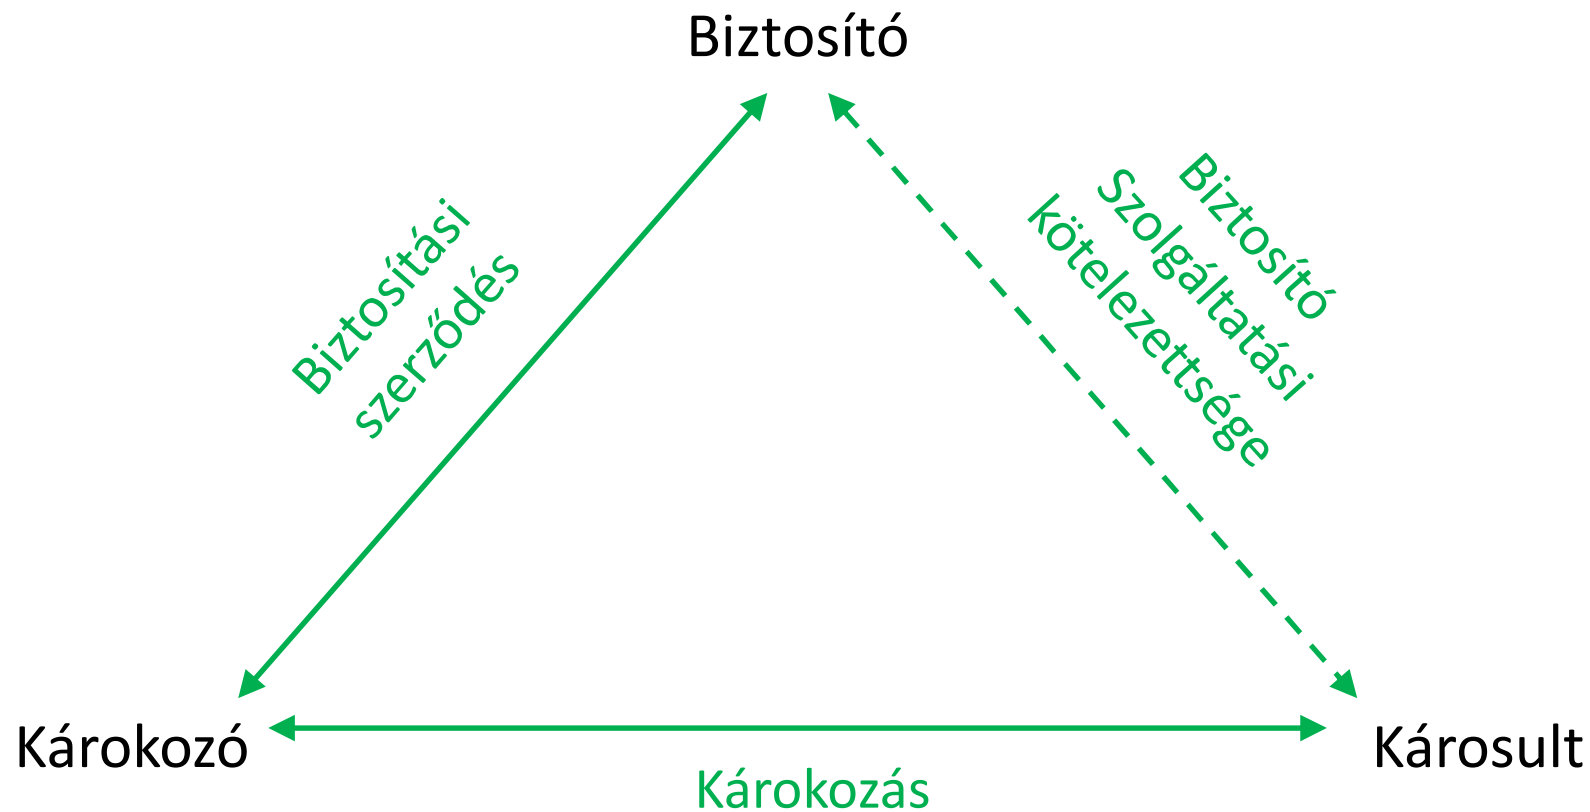 Biztosító
Biztosítási
szerződés
Biztosító
Szolgáltatási
kötelezettsége
Károkozó
Károsult
Károkozás